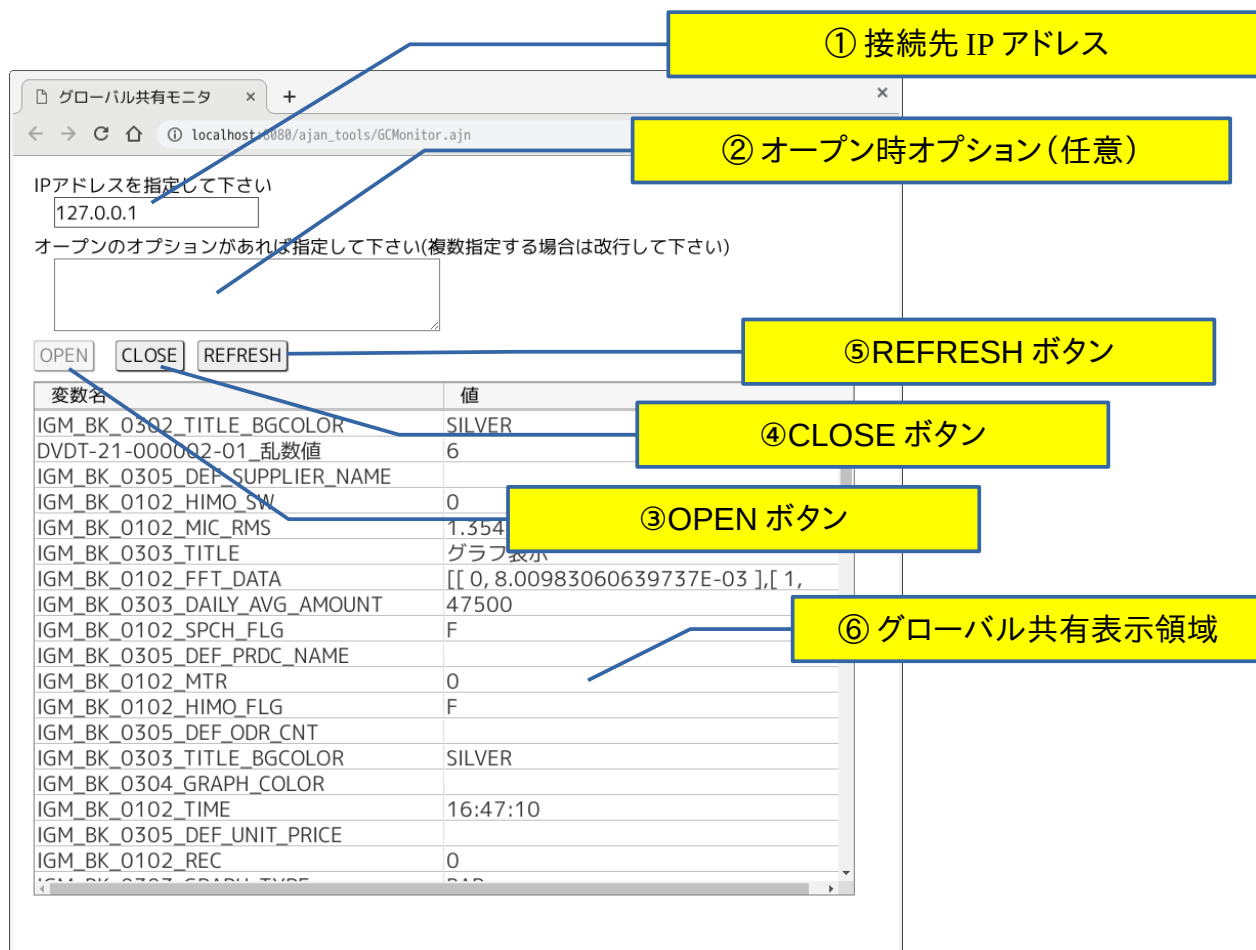 ① 接続先 IP アドレス
グローバル共有モニタ × + ×
localhost:8080/ajan_tools/GCMonitor.ajn
② オープン時オプション（任意）
IPアドレスを指定して下さい
127.0.0.1
オープンのオプションがあれば指定して下さい(複数指定する場合は改行して下さい)
OPEN CLOSE REFRESH
⑤REFRESH ボタン
変数名 値
IGM_BK_0302_TITLE_BGCOLOR SILVER
④CLOSE ボタン
DVDT-21-000002-01_乱数値 6
IGM_BK_0305_DEF_SUPPLIER_NAME
IGM_BK_0102_HIMO_SW 0
③OPEN ボタン
IGM_BK_0102_MIC_RMS 1.354
IGM_BK_0303_TITLE グラフ表示
IGM_BK_0102_FFT_DATA [[ 0, 8.00983060639737E-03 ],[ 1,
IGM_BK_0303_DAILY_AVG_AMOUNT 47500
IGM_BK_0102_SPCH_FLG F
⑥ グローバル共有表示領域
IGM_BK_0305_DEF_PRDC_NAME
IGM_BK_0102_MTR 0
IGM_BK_0102_HIMO_FLG F
IGM_BK_0305_DEF_ODR_CNT
IGM_BK_0303_TITLE_BGCOLOR SILVER
IGM_BK_0304_GRAPH_COLOR
IGM_BK_0102_TIME 16:47:10
IGM_BK_0305_DEF_UNIT_PRICE
IGM_BK_0102_REC 0